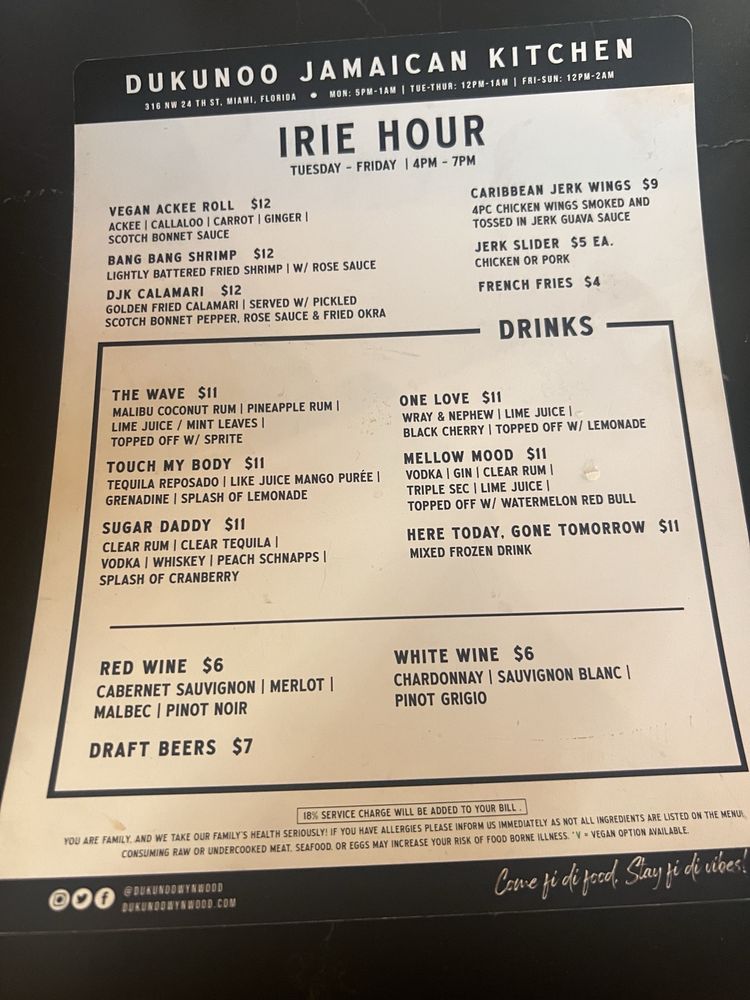 DUKUNOO JAMAICAN KITCHEN
316 NW 24 TH ST, MIAMI, FLORIDA ● MON: 5PM-1AM | TUE-THUR: 12PM-1AM | FRI-SUN: 12PM-2AM
IRIE HOUR
TUESDAY - FRIDAY | 4PM - 7PM
VEGAN ACKEE ROLL $12
ACKEE | CALLALOO | CARROT | GINGER |
SCOTCH BONNET SAUCE
BANG BANG SHRIMP $12
LIGHTLY BATTERED FRIED SHRIMP | W/ ROSE SAUCE
DJK CALAMARI $12
GOLDEN FRIED CALAMARI | SERVED W/ PICKLED
SCOTCH BONNET PEPPER, ROSE SAUCE & FRIED OKRA
CARIBBEAN JERK WINGS $9
4PC CHICKEN WINGS SMOKED AND
TOSSED IN JERK GUAVA SAUCE
JERK SLIDER $5 EA.
CHICKEN OR PORK
FRENCH FRIES $4
DRINKS
THE WAVE $11
MALIBU COCONUT RUM | PINEAPPLE RUM |
LIME JUICE / MINT LEAVES |
TOPPED OFF W/ SPRITE
TOUCH MY BODY $11
TEQUILA REPOSADO | LIKE JUICE MANGO PURÉE |
GRENADINE | SPLASH OF LEMONADE
SUGAR DADDY $11
CLEAR RUM | CLEAR TEQUILA |
VODKA | WHISKEY | PEACH SCHNAPPS |
SPLASH OF CRANBERRY
ONE LOVE $11
WRAY & NEPHEW | LIME JUICE |
BLACK CHERRY | TOPPED OFF W/ LEMONADE
MELLOW MOOD $11
VODKA | GIN | CLEAR RUM |
TRIPLE SEC | LIME JUICE |
TOPPED OFF W/ WATERMELON RED BULL
HERE TODAY, GONE TOMORROW $11
MIXED FROZEN DRINK
RED WINE $6
CABERNET SAUVIGNON | MERLOT |
MALBEC | PINOT NOIR
WHITE WINE $6
CHARDONNAY | SAUVIGNON BLANC |
PINOT GRIGIO
DRAFT BEERS $7
18% SERVICE CHARGE WILL BE ADDED TO YOUR BILL .
YOU ARE FAMILY, AND WE TAKE OUR FAMILY'S HEALTH SERIOUSLY! IF YOU HAVE ALLERGIES PLEASE INFORM US IMMEDIATELY AS NOT ALL INGREDIENTS ARE LISTED ON THE MENU.
CONSUMING RAW OR UNDERCOOKED MEAT, SEAFOOD, OR EGGS MAY INCREASE YOUR RISK OF FOOD BORNE ILLNESS. *V = VEGAN OPTION AVAILABLE.
Come fi di food, Stay fi di vibes!
@DUKUNOOWYNWOOD
DUKUNOOWYNWOOD.COM